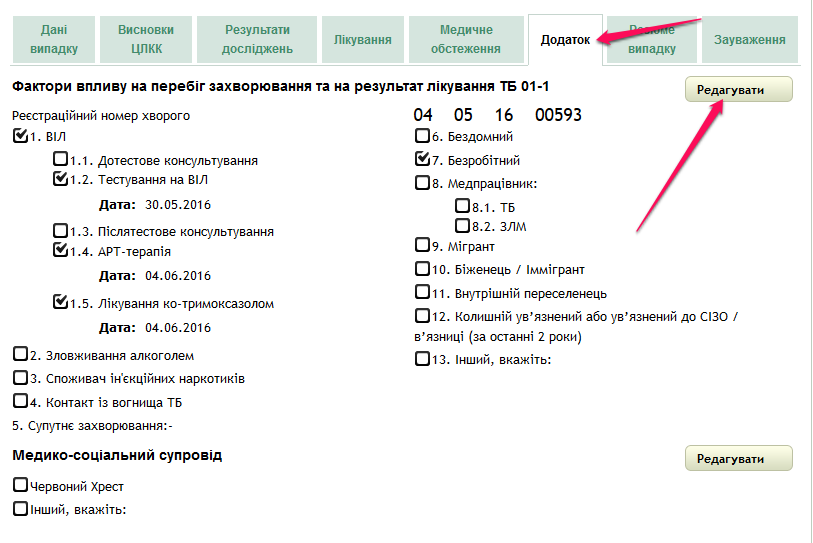 Дані випадку
Висновки ЦЛКК
Результати досліджень
Лікування
Медичне обстеження
Додаток
випадку
Зауваження
Фактори впливу на перебіг захворювання та на результат лікування ТБ 01-1
Редагувати
Реєстраційний номер хворого
04 05 16 00593
1. ВІЛ
1.1. Дотестове консультування
1.2. Тестування на ВІЛ
Дата: 30.05.2016
1.3. Післятестове консультування
1.4. АРТ-терапія
Дата: 04.06.2016
1.5. Лікування ко-тримоксазолом
Дата: 04.06.2016
2. Зловживання алкоголем
3. Споживач ін'єкційних наркотиків
4. Контакт із вогнища ТБ
5. Супутнє захворювання:-
6. Бездомний
7. Безробітний
8. Медпрацівник:
8.1. ТБ
8.2. ЗЛМ
9. Мігрант
10. Біженець / Іммігрант
11. Внутрішній переселенець
12. Колишній ув’язнений або ув’язнений до СІЗО /
в’язниці (за останні 2 роки)
13. Інший, вкажіть:
Медико-соціальний супровід
Редагувати
Червоний Хрест
Інший, вкажіть: